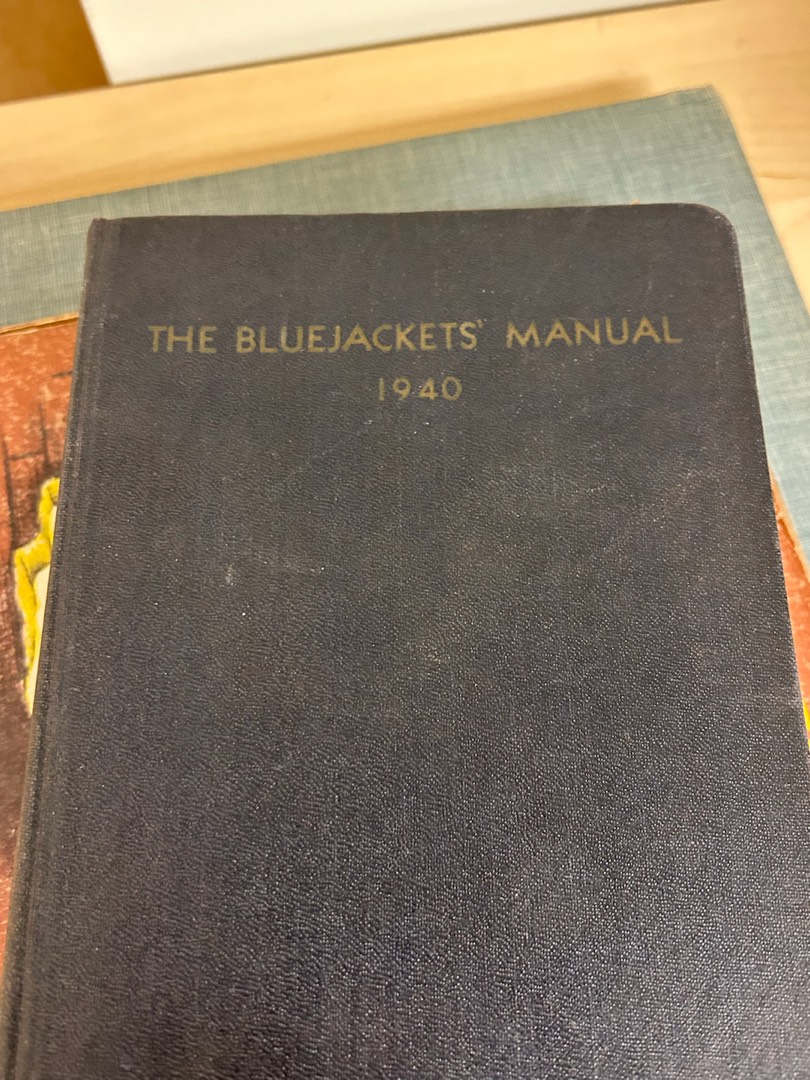 THE BLUEJACKETS' MANUAL
1940